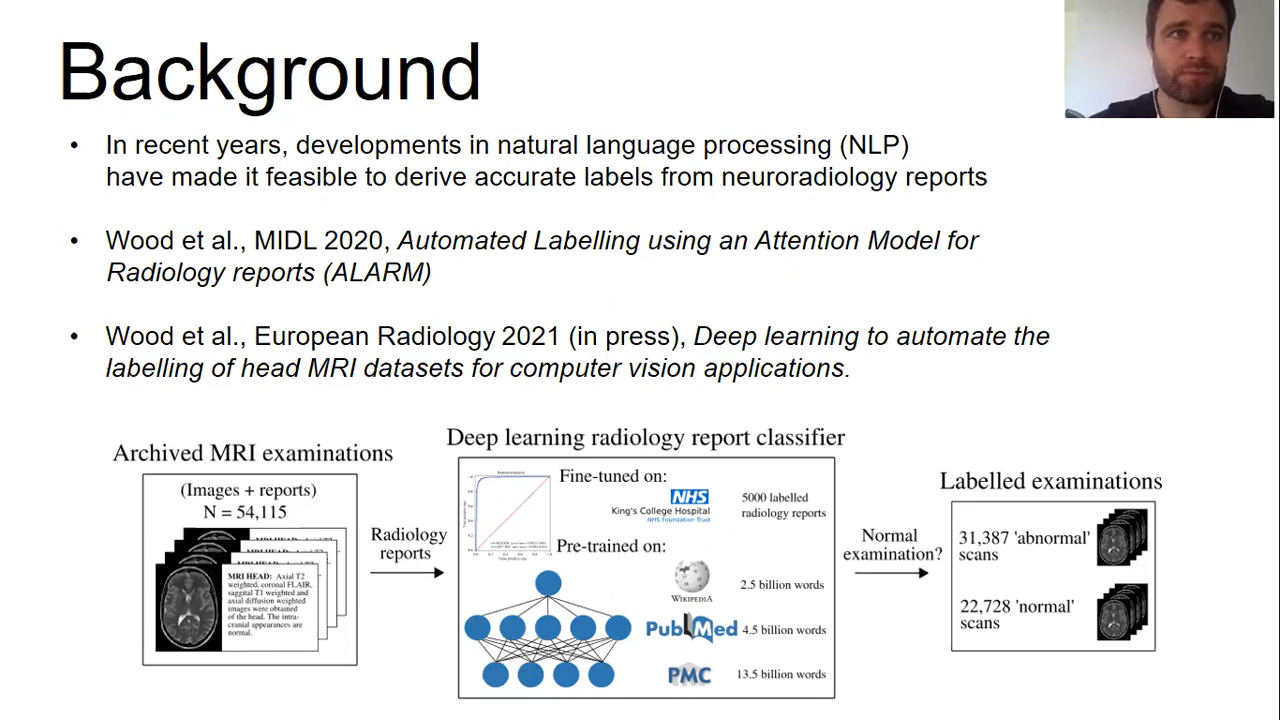 Background
• In recent years, developments in natural language processing (NLP)
have made it feasible to derive accurate labels from neuroradiology reports
• Wood et al., MIDL 2020, Automated Labelling using an Attention Model for
Radiology reports (ALARM)
• Wood et al., European Radiology 2021 (in press), Deep learning to automate the
labelling of head MRI datasets for computer vision applications.
Archived MRI examinations
(Images + reports)
N = 54,115
MRI HEAD: Axial T2
weighted, coronal FLAIR,
saggital T1 weighted and
axial diffusion weighted
images were obtained
of the head. The intra-
cranial appearances are
normal.
Radiology
reports
Deep learning radiology report classifier
Fine-tuned on:
NHS
King's College Hospital
NHS Foundation Trust
5000 labelled
radiology reports
Pre-trained on:
WIKIPEDIA
2.5 billion words
PubMed
4.5 billion words
PMC
13.5 billion words
Normal
examination?
Labelled examinations
31,387 'abnormal'
scans
22,728 'normal'
scans